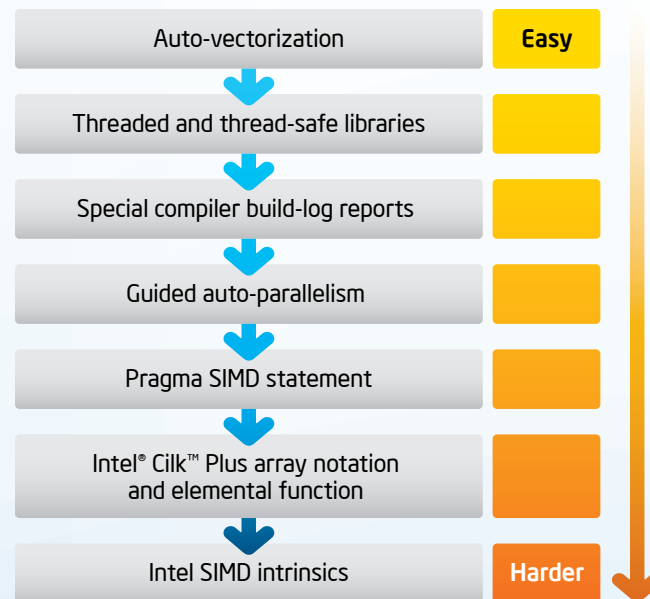 Auto-vectorization
Easy
Threaded and thread-safe libraries
Special compiler build-log reports
Guided auto-parallelism
Pragma SIMD statement
Intel® Cilk™ Plus array notation
and elemental function
Intel SIMD intrinsics
Harder